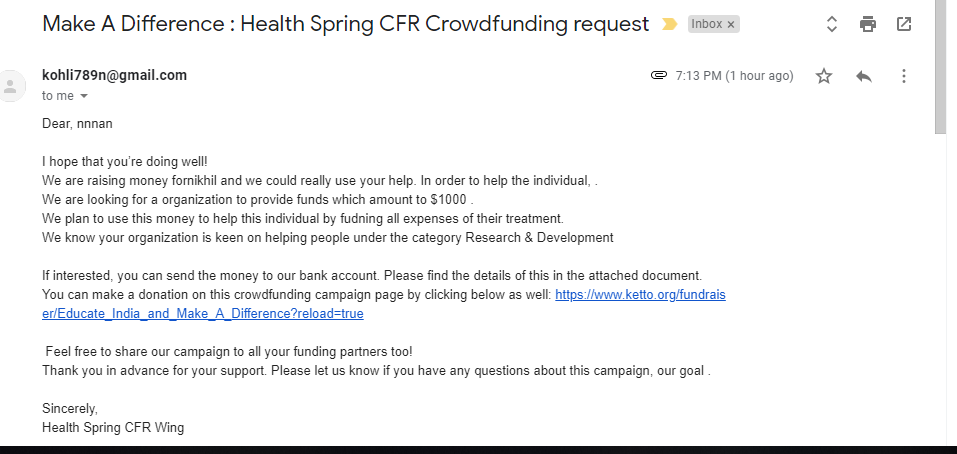 Make A Difference : Health Spring CFR Crowdfunding request Inbox ×
kohli789n@gmail.com 7:13 PM (1 hour ago)
to me
Dear, nnnan
I hope that you're doing well!
We are raising money fornikhil and we could really use your help. In order to help the individual, .
We are looking for a organization to provide funds which amount to $1000 .
We plan to use this money to help this individual by fudning all expenses of their treatment.
We know your organization is keen on helping people under the category Research & Development
If interested, you can send the money to our bank account. Please find the details of this in the attached document.
You can make a donation on this crowdfunding campaign page by clicking below as well: https://www.ketto.org/fundrais
er/Educate_India_and_Make_A_Difference?reload=true
Feel free to share our campaign to all your funding partners too!
Thank you in advance for your support. Please let us know if you have any questions about this campaign, our goal .
Sincerely,
Health Spring CFR Wing